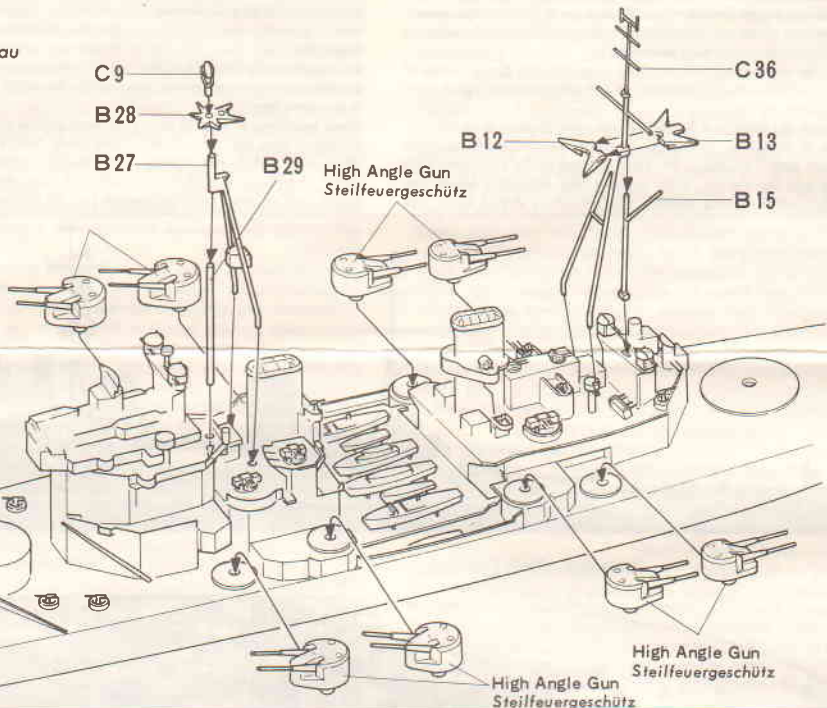 au
C9
B28
B27
B29
High Angle Gun
Steilfeuergeschütz
C36
B12
B13
B15
High Angle Gun
Steilfeuergeschütz
High Angle Gun
Steilfeuergeschütz